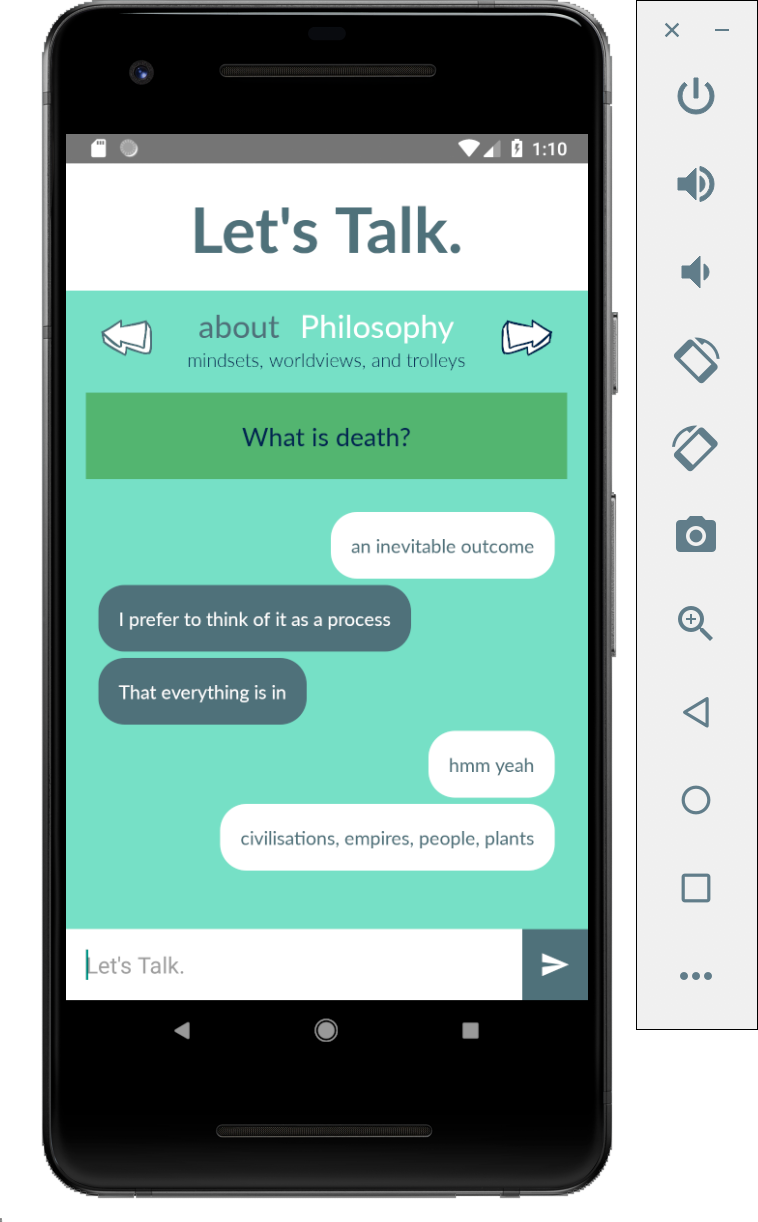 1:10
Let's Talk.
about Philosophy
mindsets, worldviews, and trolleys
What is death?
an inevitable outcome
I prefer to think of it as a process
That everything is in
hmm yeah
civilisations, empires, people, plants
Let's Talk.